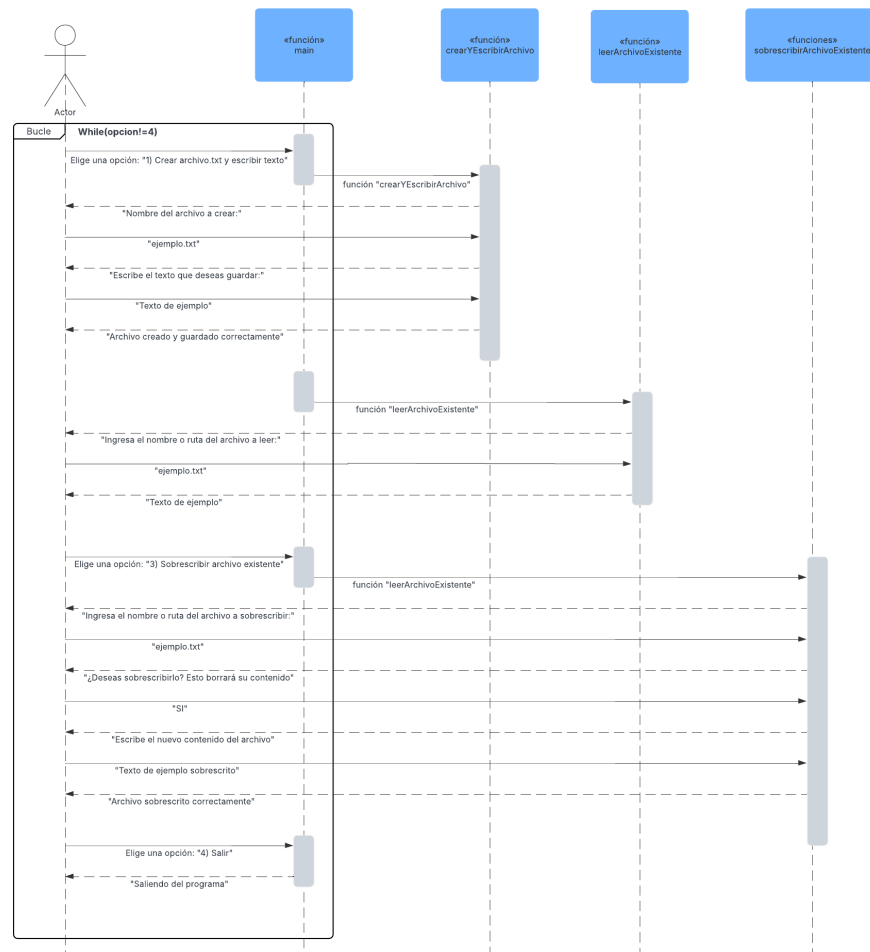 «función»
main
«función»
crearYEscribirArchivo
«función»
leerArchivoExistente
«funciones»
sobrescribirArchivoExistente
Actor
Bucle
While(opcion!=4)
Elige una opción: "1) Crear archivo.txt y escribir texto"
función "crearYEscribirArchivo"
"Nombre del archivo a crear:"
"ejemplo.txt"
"Escribe el texto que deseas guardar:"
"Texto de ejemplo"
"Archivo creado y guardado correctamente"
función "leerArchivoExistente"
"Ingresa el nombre o ruta del archivo a leer:"
"ejemplo.txt"
"Texto de ejemplo"
Elige una opción: "3) Sobrescribir archivo existente"
función "leerArchivoExistente"
"Ingresa el nombre o ruta del archivo a sobrescribir:"
"ejemplo.txt"
"¿Deseas sobrescribirlo? Esto borrará su contenido"
"SI"
"Escribe el nuevo contenido del archivo"
"Texto de ejemplo sobrescrito"
"Archivo sobrescrito correctamente"
Elige una opción: "4) Salir"
"Saliendo del programa"